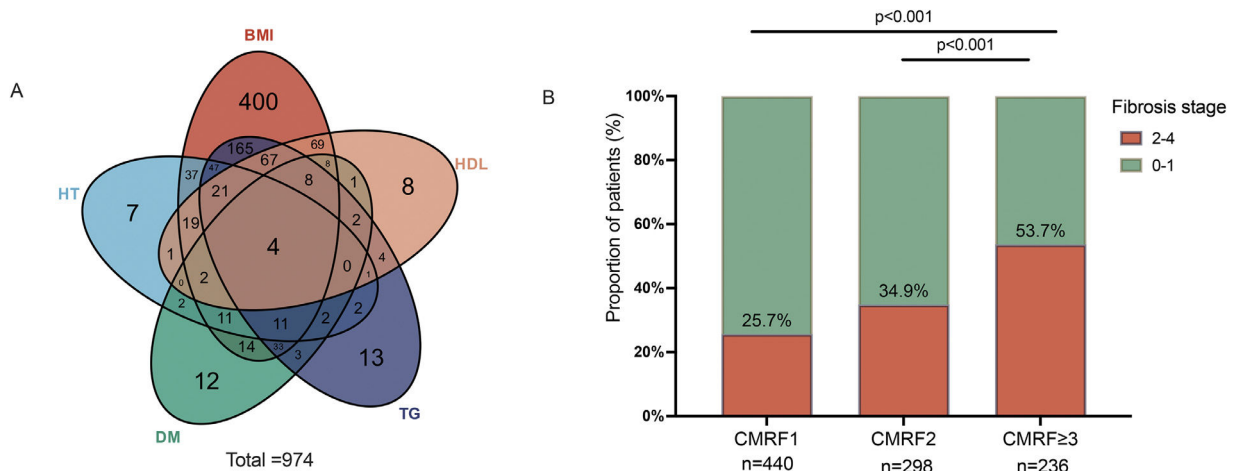 A
BMI
400
HT
HDL
165
67
69
8
37
47
21
8
1
8
7
19
2
4
1
0
4
0
2
1
2
11
11
2
2
14
33
3
13
12
TG
DM
Total =974
B
p<0.001
p<0.001
Proportion of patients (%)
100%
80%
60%
40%
20%
0%
25.7%
34.9%
53.7%
Fibrosis stage
2-4
0-1
CMRF1
CMRF2
CMRF≥3
n=440
n=298
n=236